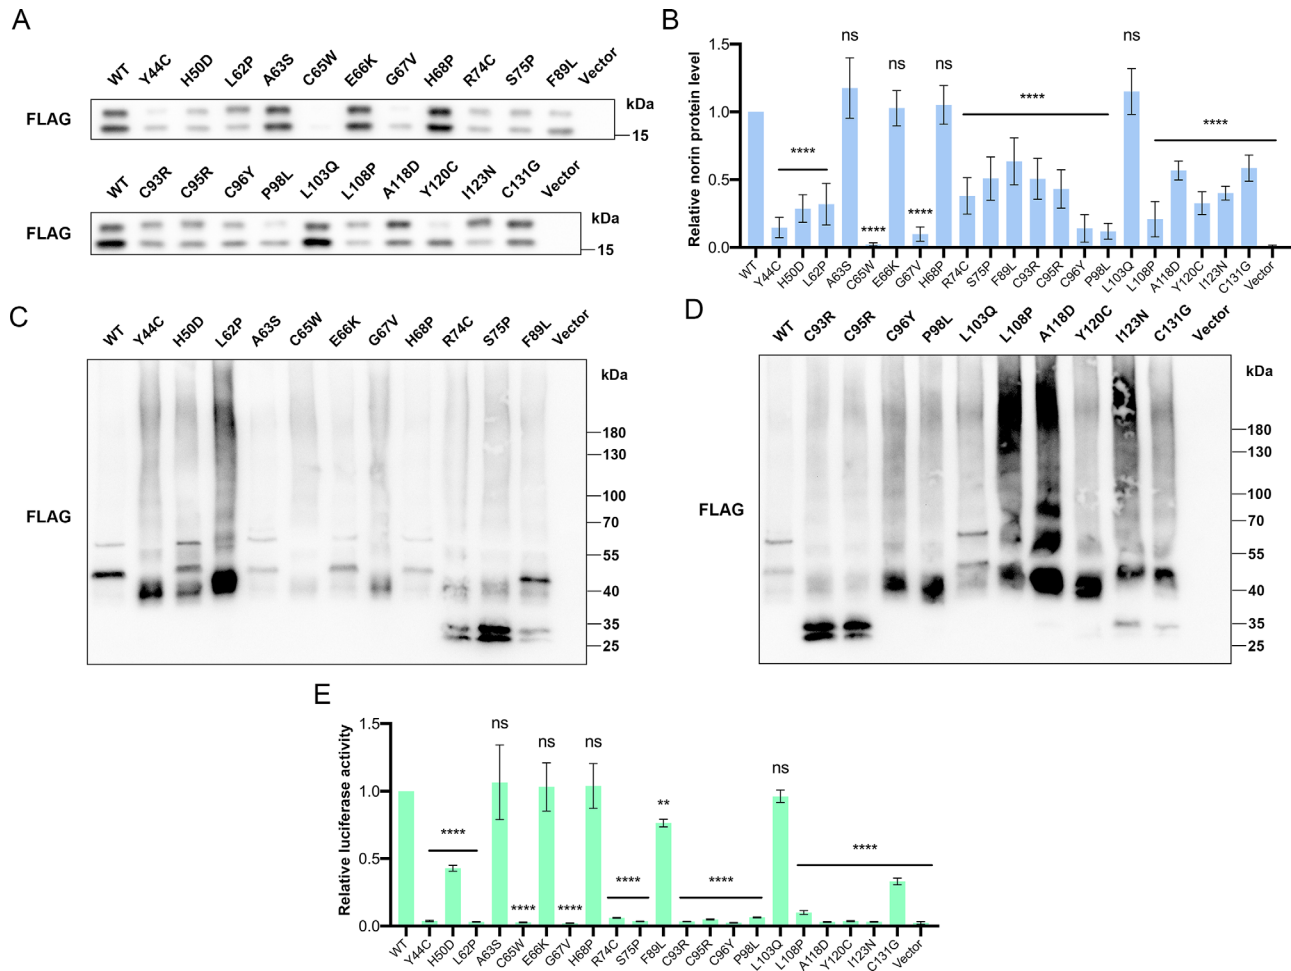 A
WT Y44C H50D L62P A63S C65W E66K G67V H68P R74C S75P F89L Vector
kDa
FLAG
15
WT C93R C95R C96Y P98L L103Q L108P A118D Y120C I123N C131G Vector
kDa
FLAG
15
B
Relative norin protein level
1.5
1.0
0.5
0.0
ns
ns
ns
ns
****
****
****
****
****
WT Y44C H50D L62P A63S C65W E66K G67V H68P R74C S75P F89L C93R C95R C96Y P98L L103Q L108P A118D Y120C I123N C131G Vector
C
WT Y44C H50D L62P A63S C65W E66K G67V H68P R74C S75P F89L Vector
kDa
180
130
100
70
55
40
35
25
FLAG
D
WT C93R C95R C96Y P98L L103Q L108P A118D Y120C I123N C131G Vector
kDa
180
130
100
70
55
40
35
25
FLAG
E
Relative luciferase activity
1.5
1.0
0.5
0.0
ns
ns
ns
ns
**
****
****
****
****
****
****
WT Y44C H50D L62P A63S C65W E66K G67V H68P R74C S75P F89L C93R C95R C96Y P98L L103Q L108P A118D Y120C I123N C131G Vector